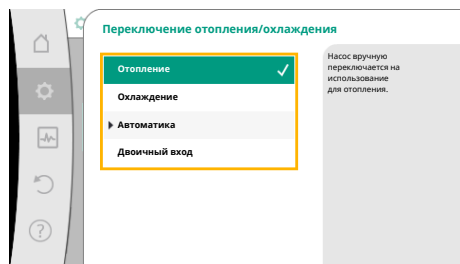 Переключение отопления/охлаждения
Отопление
Охлаждение
Автоматика
Двоичный вход
Насос вручную
переключается на
использование
для отопления.